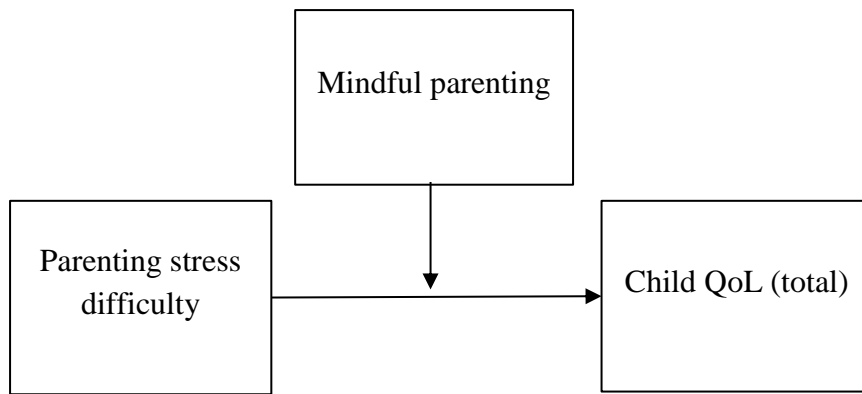 Mindful parenting
Parenting stress
difficulty
Child QoL (total)